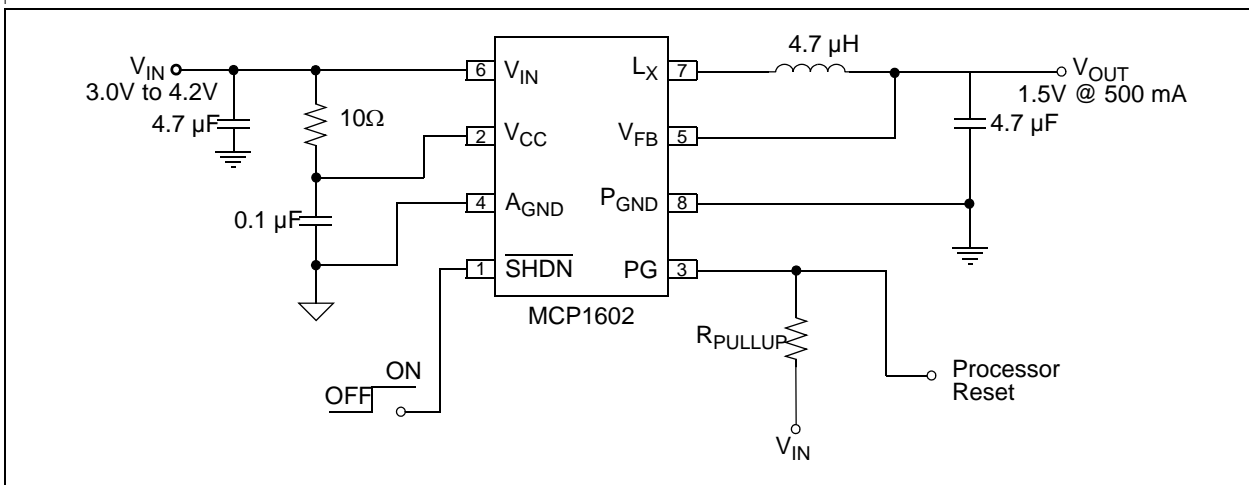 V_IN
3.0V to 4.2V
4.7 µF
10Ω
0.1 µF
6 V_IN
2 V_CC
4 A_GND
1 S̅H̅D̅N̅
L_X 7
V_FB 5
P_GND 8
PG 3
MCP1602
4.7 µH
V_OUT
1.5V @ 500 mA
4.7 µF
R_PULLUP
V_IN
Processor
Reset
ON
OFF